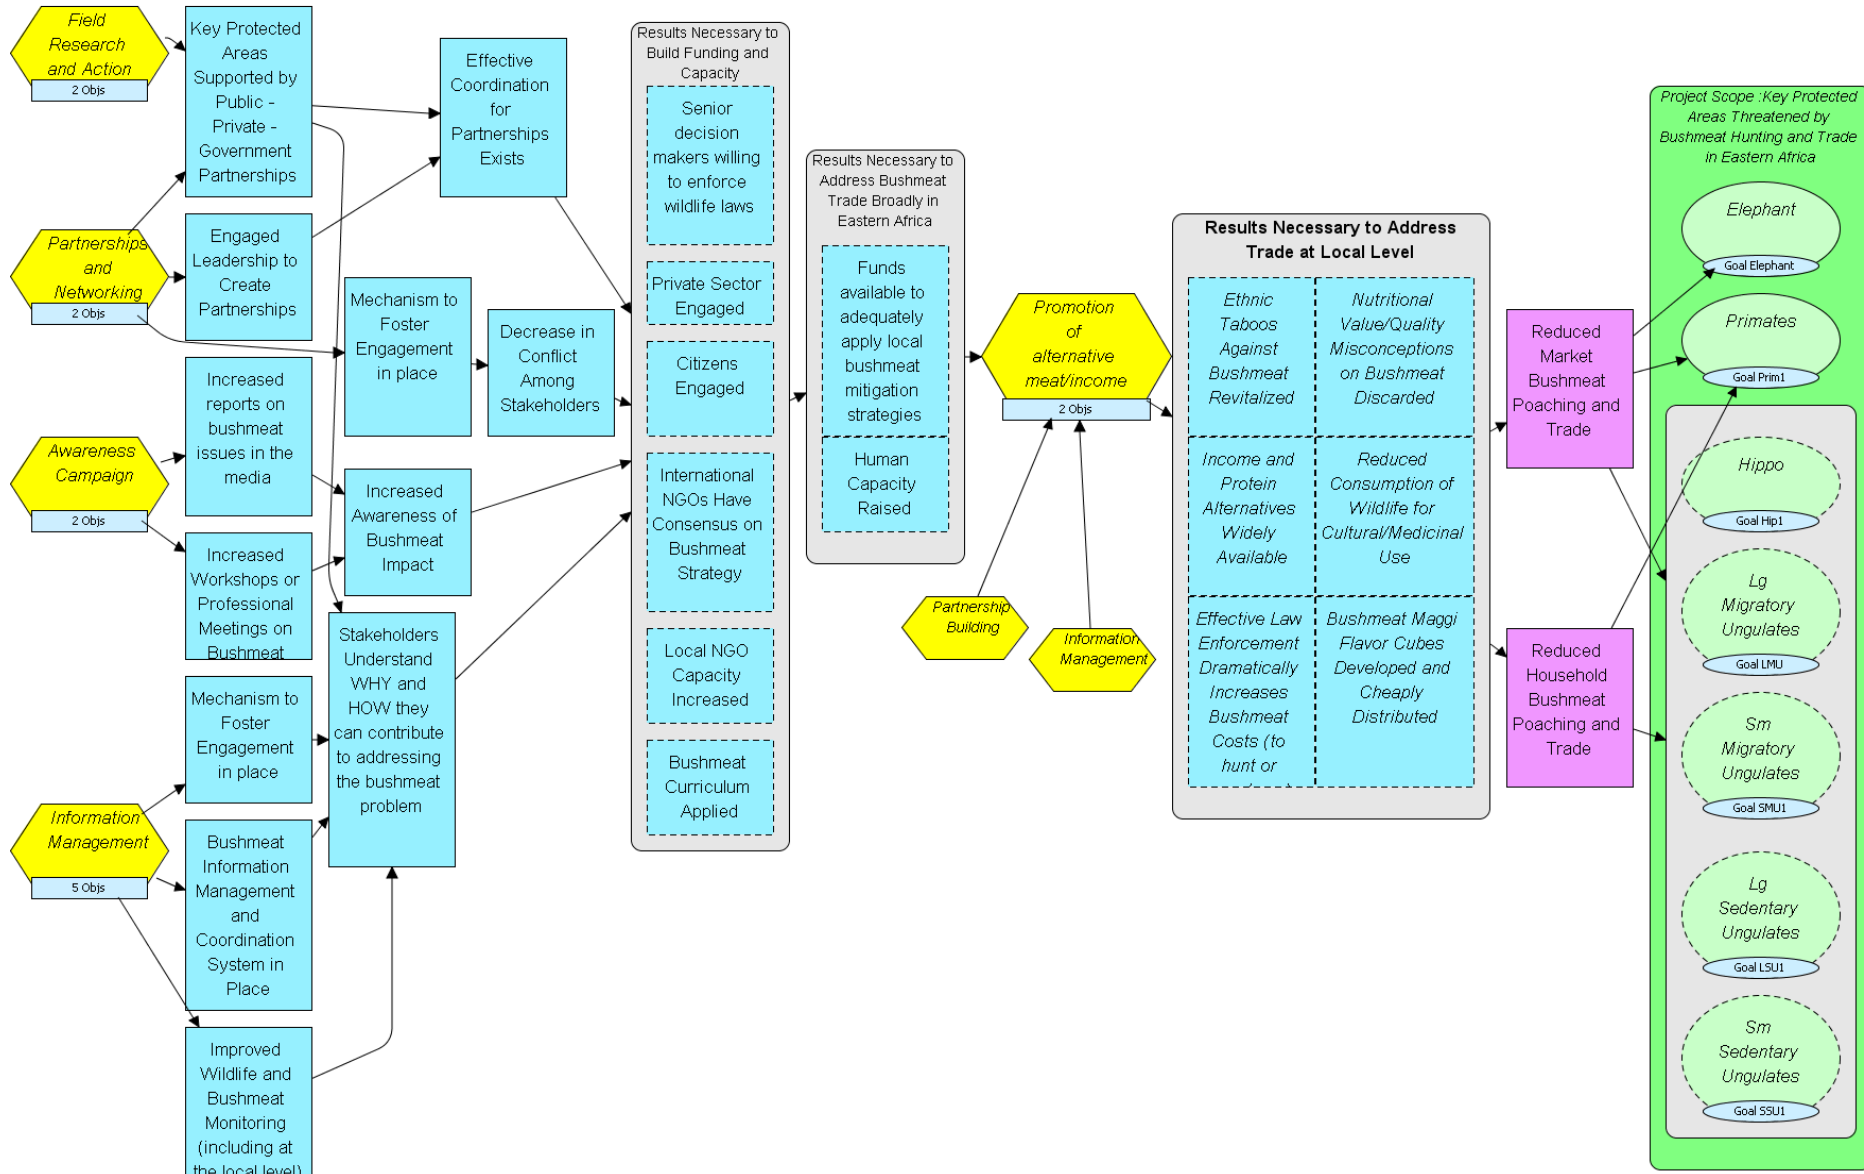 Field
Research
and Action
2 Objs
Partnerships
and
Networking
2 Objs
Awareness
Campaign
2 Objs
Information
Management
5 Objs
Key Protected
Areas
Supported by
Public -
Private -
Government
Partnerships
Engaged
Leadership to
Create
Partnerships
Increased
reports on
bushmeat
issues in the
media
Increased
Workshops or
Professional
Meetings on
Bushmeat
Mechanism to
Foster
Engagement
in place
Bushmeat
Information
Management
and
Coordination
System in
Place
Improved
Wildlife and
Bushmeat
Monitoring
(including at
the local level)
Effective
Coordination
for
Partnerships
Exists
Mechanism to
Foster
Engagement
in place
Decrease in
Conflict
Among
Stakeholders
Increased
Awareness of
Bushmeat
Impact
Stakeholders
Understand
WHY and
HOW they
can contribute
to addressing
the bushmeat
problem
Results Necessary to
Build Funding and
Capacity
Senior
decision
makers willing
to enforce
wildlife laws
Private Sector
Engaged
Citizens
Engaged
International
NGOs Have
Consensus on
Bushmeat
Strategy
Local NGO
Capacity
Increased
Bushmeat
Curriculum
Applied
Results Necessary to
Address Bushmeat
Trade Broadly in
Eastern Africa
Funds
available to
adequately
apply local
bushmeat
mitigation
strategies
Human
Capacity
Raised
Promotion
of
alternative
meat/income
2 Objs
Partnership
Building
Information
Management
Results Necessary to Address
Trade at Local Level
Ethnic
Taboos
Against
Bushmeat
Revitalized
Nutritional
Value/Quality
Misconceptions
on Bushmeat
Discarded
Income and
Protein
Alternatives
Widely
Available
Reduced
Consumption of
Wildlife for
Cultural/Medicinal
Use
Effective Law
Enforcement
Dramatically
Increases
Bushmeat
Costs (to
hunt or
Bushmeat Maggi
Flavor Cubes
Developed and
Cheaply
Distributed
Reduced
Market
Bushmeat
Poaching and
Trade
Reduced
Household
Bushmeat
Poaching and
Trade
Project Scope :Key Protected
Areas Threatened by
Bushmeat Hunting and Trade
in Eastern Africa
Elephant
Goal Elephant
Primates
Goal Prim1
Hippo
Goal Hip1
Lg
Migratory
Ungulates
Goal LMU
Sm
Migratory
Ungulates
Goal SMU1
Lg
Sedentary
Ungulates
Goal LSU1
Sm
Sedentary
Ungulates
Goal SSU1